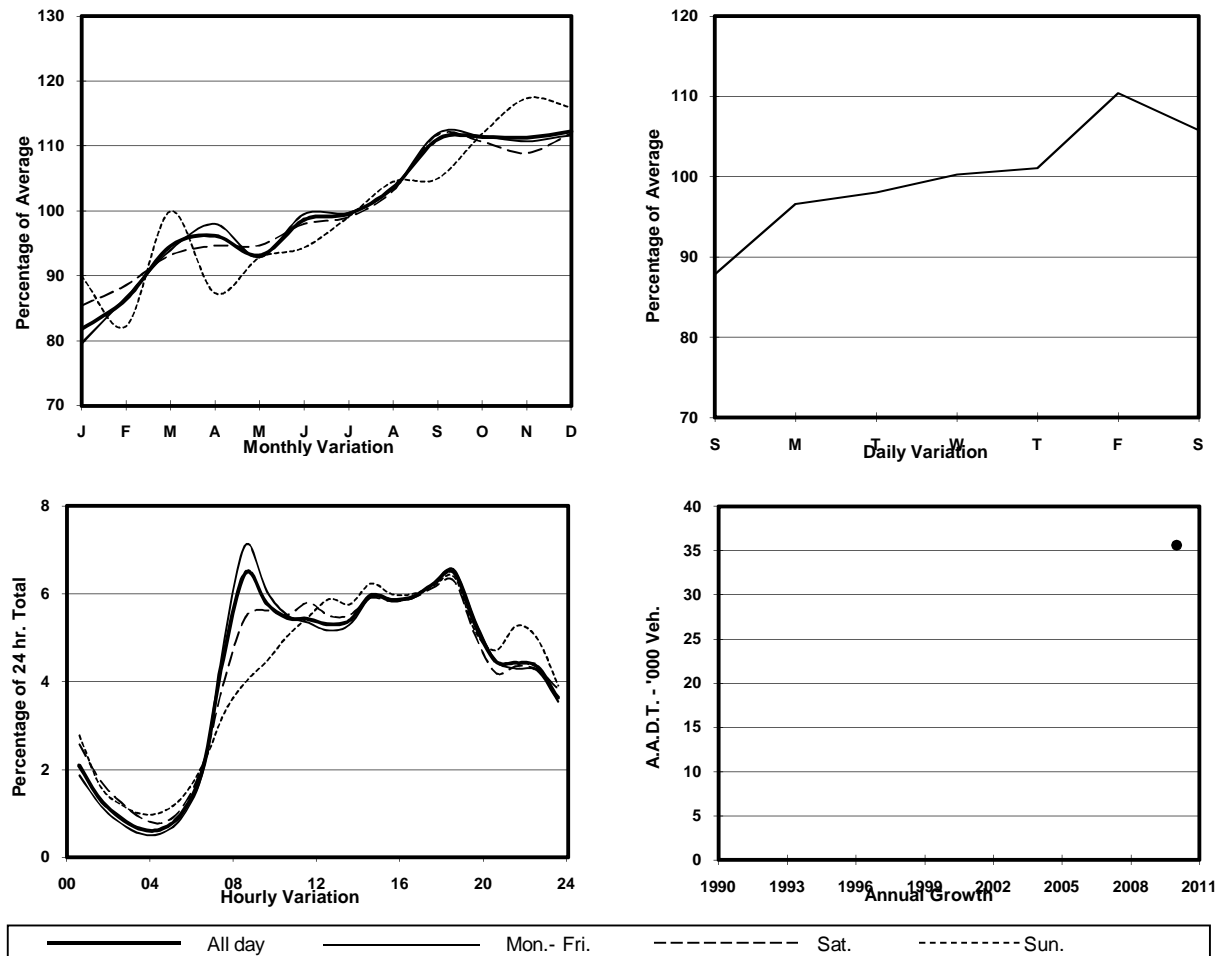 130
120
110
100
90
80
70
Percentage of Average
J F M A M J J A S O N D
Monthly Variation
120
110
100
90
80
70
Percentage of Average
S M T W T F S
Daily Variation
8
6
4
2
0
Percentage of 24 hr. Total
00 04 08 12 16 20 24
Hourly Variation
40
35
30
25
20
15
10
5
0
A.A.D.T. - '000 Veh.
1990 1993 1996 1999 2002 2005 2008 2011
Annual Growth
All day Mon.- Fri. Sat. Sun.